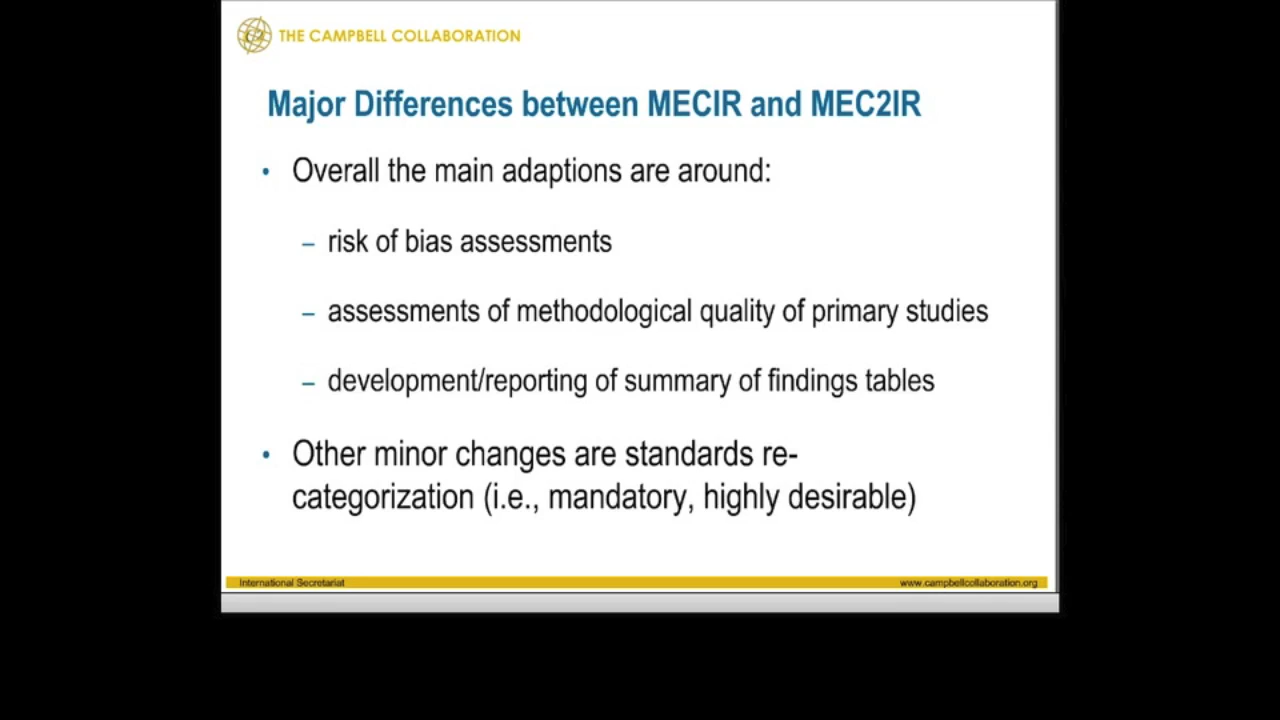 THE CAMPBELL COLLABORATION
Major Differences between MECIR and MEC2IR
• Overall the main adaptions are around:
– risk of bias assessments
– assessments of methodological quality of primary studies
– development/reporting of summary of findings tables
• Other minor changes are standards re-
categorization (i.e., mandatory, highly desirable)
International Secretariat www.campbellcollaboration.org